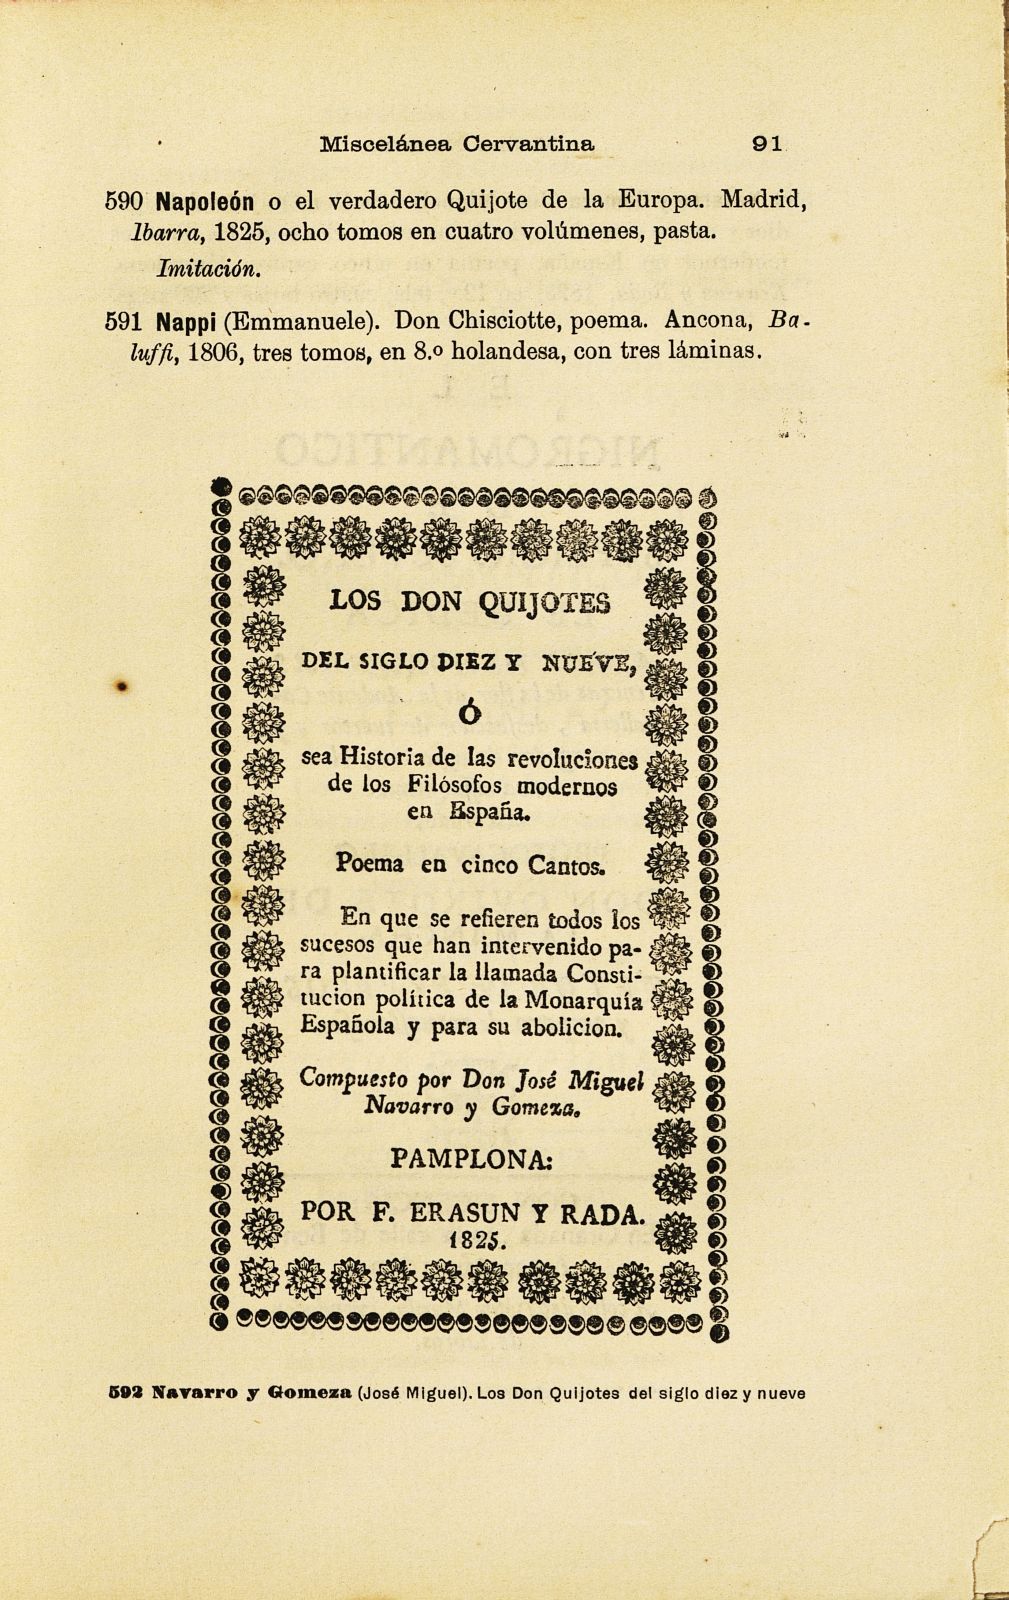 Miscelánea Cervantina 91
590 Napoleón o el verdadero Quijote de la Europa. Madrid,
Ibarra, 1825, ocho tomos en cuatro volúmenes, pasta.
Imitación.
591 Nappi (Emmanuele). Don Chisciotte, poema. Ancona, Ba-
luffi, 1806, tres tomos, en 8.º holandesa, con tres láminas.
LOS DON QUIJOTES
DEL SIGLO DIEZ Y NUEVE,
Ó
sea Historia de las revoluciones
de los Filósofos modernos
en España.
Poema en cinco Cantos.
En que se refieren todos los
sucesos que han intervenido pa-
ra plantificar la llamada Consti-
tucion política de la Monarquía
Española y para su abolicion.
Compuesto por Don José Miguel
Navarro y Gomeza.
PAMPLONA:
POR F. ERASUN Y RADA.
1825.
592 Navarro y Gomeza (José Miguel). Los Don Quijotes del siglo diez y nueve